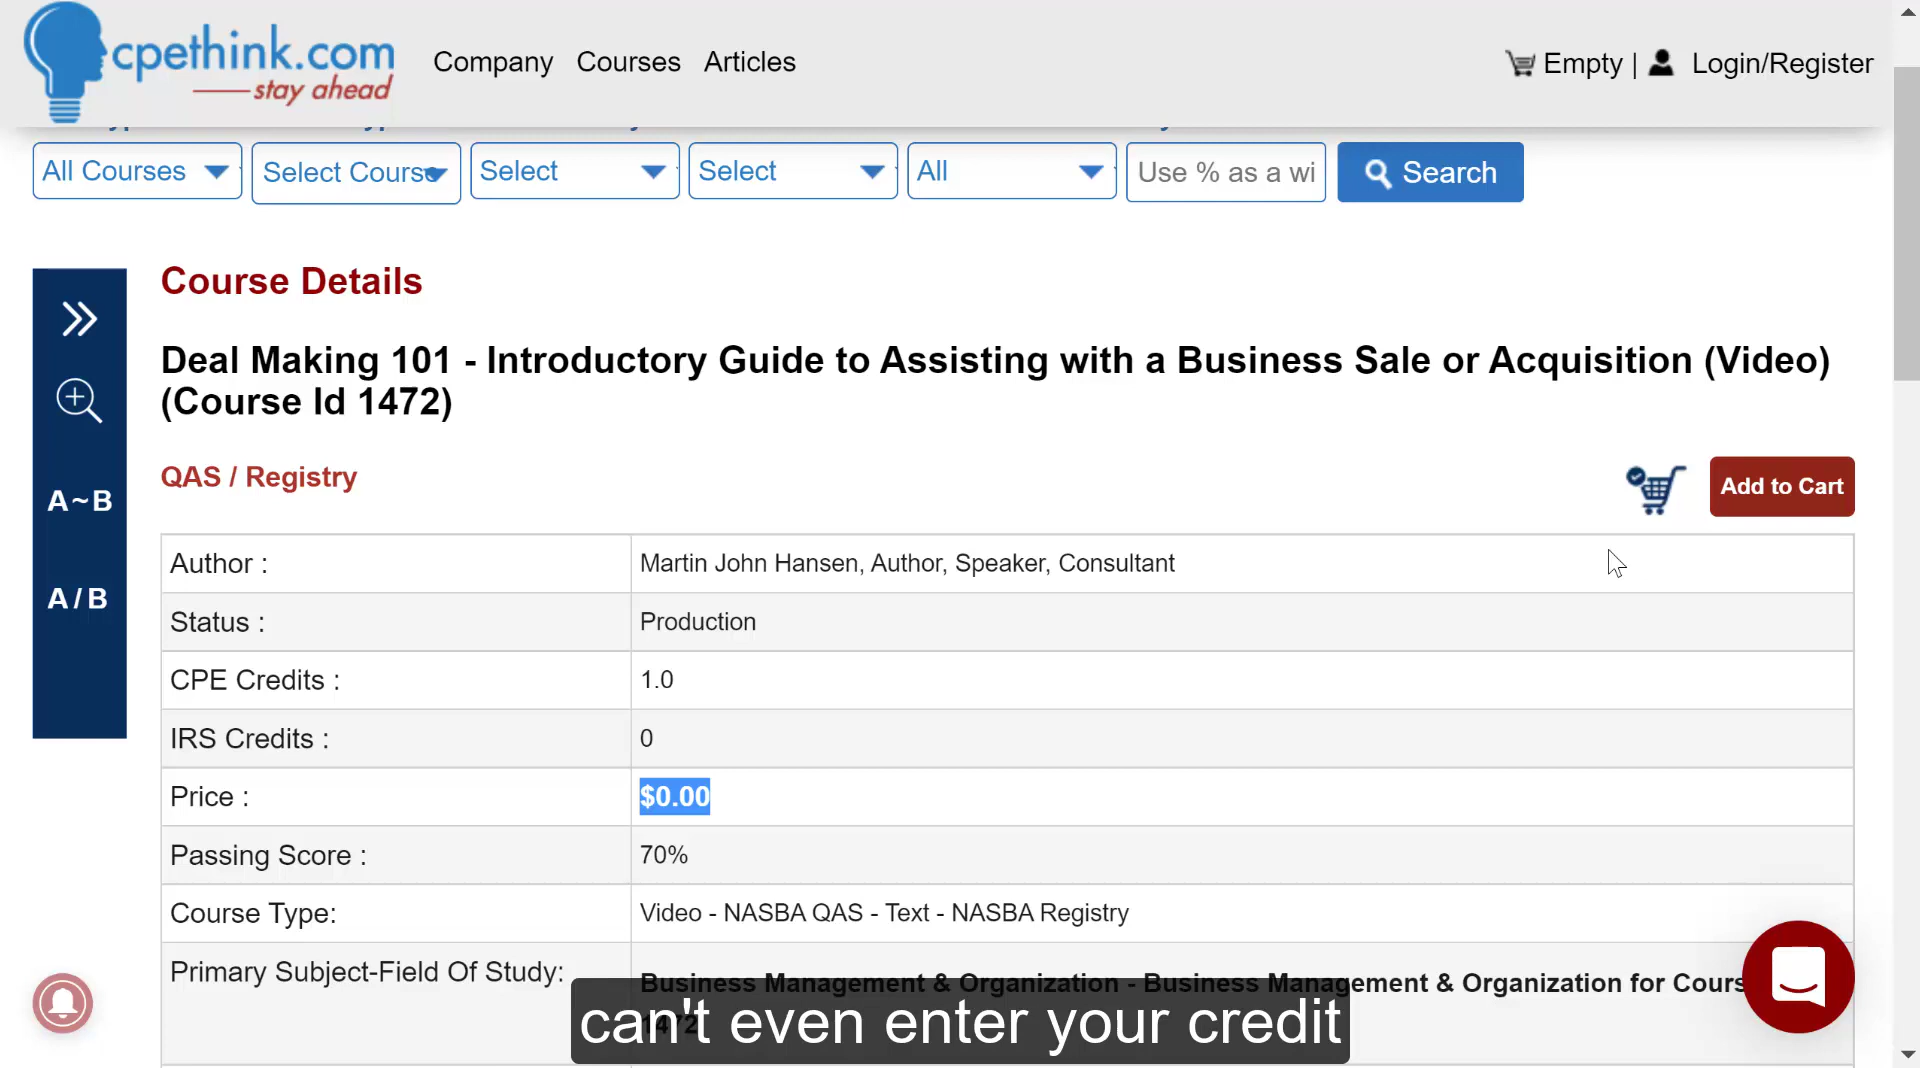 cpethink.com
stay ahead
Company Courses Articles
Empty | Login/Register
All Courses Select Course Select Select All Use % as a wi Search
Course Details
Deal Making 101 - Introductory Guide to Assisting with a Business Sale or Acquisition (Video)
(Course Id 1472)
QAS / Registry
Add to Cart
A~B
A/B
Author : Martin John Hansen, Author, Speaker, Consultant
Status : Production
CPE Credits : 1.0
IRS Credits : 0
Price : $0.00
Passing Score : 70%
Course Type: Video - NASBA QAS - Text - NASBA Registry
Primary Subject-Field Of Study: Business Management & Organization - Business Management & Organization for Cours
1472
can't even enter your credit